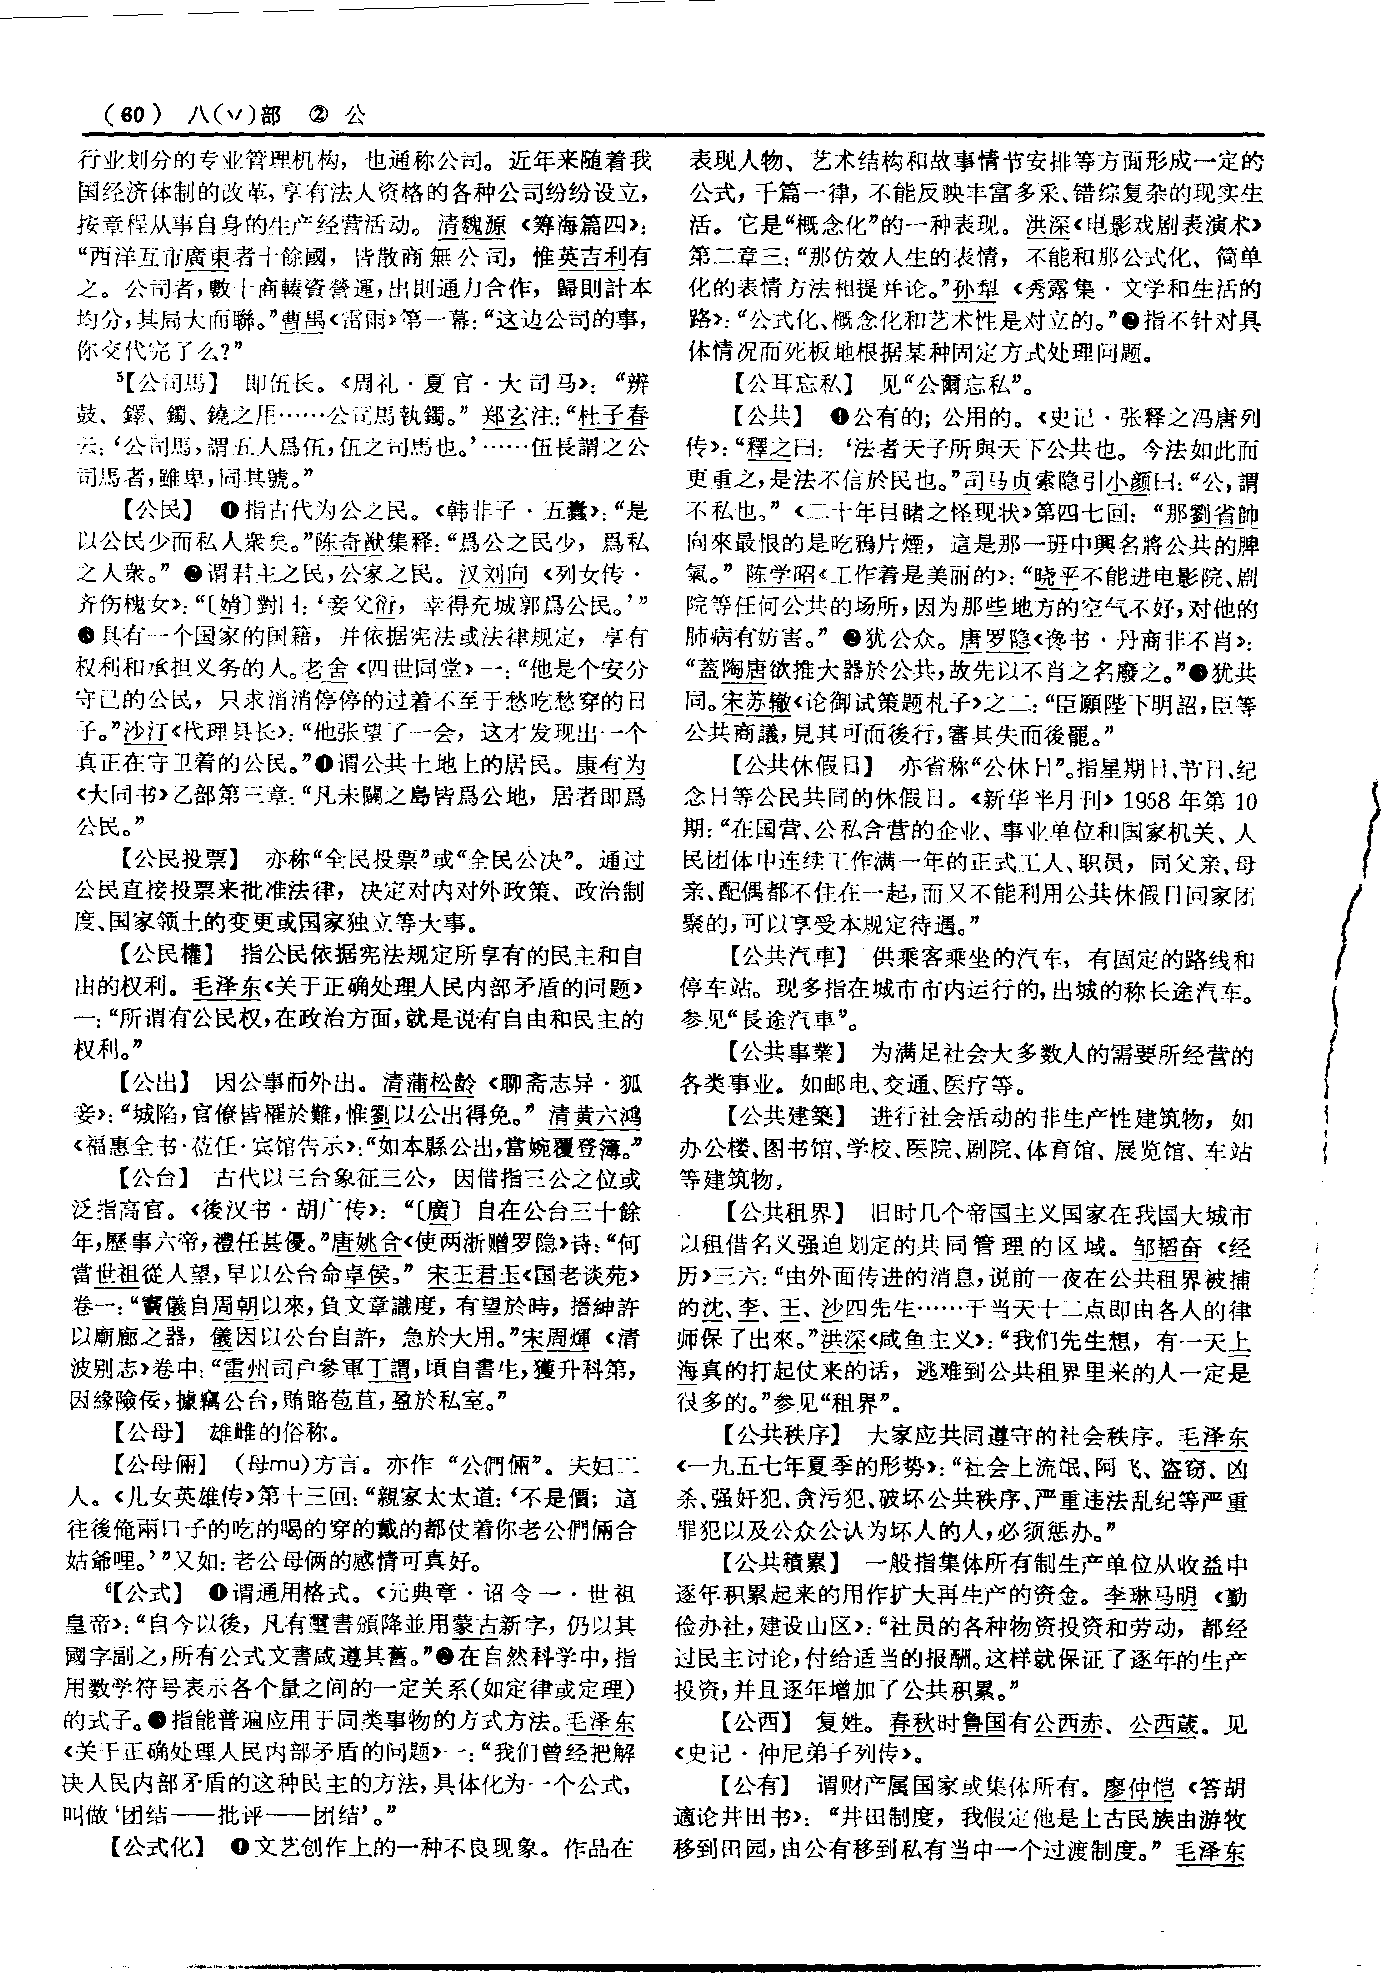 （60）　八(丷)部　②　公
行业划分的专业管理机构，也通称公司。近年来随着我
国经济体制的改革，享有法人资格的各种公司纷纷设立，
按章程从事自身的生产经营活动。清魏源《筹海篇四》：
“西洋互市廣東者十餘國，皆散商無公司，惟英吉利有
之。公司者，數十商輳資營運，出則通力合作，歸則計本
均分，其局大而聯。”曹禺《雷雨》第一幕：“这边公司的事，
你交代完了么？”
⁵【公司馬】　即伍长。《周礼·夏官·大司马》：“辨
鼓、鐸、鐲、鐃之用……公司馬執鐲。”郑玄注：“杜子春
云：‘公司馬，謂五人爲伍，伍之司馬也。’……伍長謂之公
司馬者，雖卑，同其號。”
【公民】　❶指古代为公之民。《韩非子·五蠹》：“是
以公民少而私人衆矣。”陈奇猷集释：“爲公之民少，爲私
之人衆。”❷谓君主之民，公家之民。汉刘向《列女传·
齐伤槐女》：“〔婧〕對曰：‘妾父衍，幸得充城郭爲公民。’”
❸具有一个国家的国籍，并依据宪法或法律规定，享有
权利和承担义务的人。老舍《四世同堂》一：“他是个安分
守己的公民，只求消消停停的过着不至于愁吃愁穿的日
子。”沙汀《代理县长》：“他张望了一会，这才发现出一个
真正在守卫着的公民。”❹谓公共土地上的居民。康有为
《大同书》乙部第三章：“凡未闢之島皆爲公地，居者即爲
公民。”
【公民投票】　亦称“全民投票”或“全民公决”。通过
公民直接投票来批准法律，决定对内对外政策、政治制
度、国家领土的变更或国家独立等大事。
【公民權】　指公民依据宪法规定所享有的民主和自
由的权利。毛泽东《关于正确处理人民内部矛盾的问题》
一：“所谓有公民权，在政治方面，就是说有自由和民主的
权利。”
【公出】　因公事而外出。清蒲松龄《聊斋志异·狐
妾》：“城陷，官僚皆罹於難，惟劉以公出得免。”清黄六鸿
《福惠全书·莅任·宾馆告示》：“如本縣公出，當婉覆登簿。”
【公台】　古代以三台象征三公，因借指三公之位或
泛指高官。《後汉书·胡广传》：“〔廣〕自在公台三十餘
年，歷事六帝，禮任甚優。”唐姚合《使两浙赠罗隐》诗：“何
當世祖從人望，早以公台命卓侯。”宋王君玉《国老谈苑》
卷一：“竇儀自周朝以來，負文章識度，有望於時，搢紳許
以廟廊之器，儀因以公台自許，急於大用。”宋周煇《清
波别志》卷中：“雷州司户參軍丁謂，頃自書生，獲升科第，
因緣險佞，據竊公台，賄賂苞苴，盈於私室。”
【公母】　雄雌的俗称。
【公母倆】　（母mu）方言。亦作“公們倆”。夫妇二
人。《儿女英雄传》第十三回：“親家太太道：‘不是價；這
往後俺兩口子的吃的喝的穿的戴的都仗着你老公們倆合
姑爺哩。’”又如：老公母俩的感情可真好。
⁶【公式】　❶谓通用格式。《元典章·诏令一·世祖
皇帝》：“自今以後，凡有璽書頒降並用蒙古新字，仍以其
國字副之，所有公式文書咸遵其舊。”❷在自然科学中，指
用数学符号表示各个量之间的一定关系（如定律或定理）
的式子。❸指能普遍应用于同类事物的方式方法。毛泽东
《关于正确处理人民内部矛盾的问题》一：“我们曾经把解
决人民内部矛盾的这种民主的方法，具体化为一个公式，
叫做‘团结——批评——团结’。”
【公式化】　❶文艺创作上的一种不良现象。作品在
表现人物、艺术结构和故事情节安排等方面形成一定的
公式，千篇一律，不能反映丰富多采、错综复杂的现实生
活。它是“概念化”的一种表现。洪深《电影戏剧表演术》
第二章三：“那仿效人生的表情，不能和那公式化、简单
化的表情方法相提并论。”孙犁《秀露集·文学和生活的
路》：“公式化、概念化和艺术性是对立的。”❷指不针对具
体情况而死板地根据某种固定方式处理问题。
【公耳忘私】　见“公爾忘私”。
【公共】　❶公有的；公用的。《史记·张释之冯唐列
传》：“釋之曰：‘法者天子所與天下公共也。今法如此而
更重之，是法不信於民也。”司马贞索隐引小颜曰：“公，謂
不私也。”《二十年目睹之怪现状》第四七回：“那劉省帥
向來最恨的是吃鴉片煙，這是那一班中興名將公共的脾
氣。”陈学昭《工作着是美丽的》：“晓平不能进电影院、剧
院等任何公共的场所，因为那些地方的空气不好，对他的
肺病有妨害。”❷犹公众。唐罗隐《谗书·丹商非不肖》：
“蓋陶唐欲推大器於公共，故先以不肖之名廢之。”❸犹共
同。宋苏辙《论御试策题札子》之二：“臣願陛下明詔，臣等
公共商議，見其可而後行，審其失而後罷。”
【公共休假日】　亦省称“公休日”。指星期日、节日、纪
念日等公民共同的休假日。《新华半月刊》1958年第10
期：“在国营、公私合营的企业、事业单位和国家机关、人
民团体中连续工作满一年的正式工人、职员，同父亲、母
亲、配偶都不住在一起，而又不能利用公共休假日回家团
聚的，可以享受本规定待遇。”
【公共汽車】　供乘客乘坐的汽车，有固定的路线和
停车站。现多指在城市市内运行的，出城的称长途汽车。
参见“長途汽車”。
【公共事業】　为满足社会大多数人的需要所经营的
各类事业。如邮电、交通、医疗等。
【公共建築】　进行社会活动的非生产性建筑物，如
办公楼、图书馆、学校、医院、剧院、体育馆、展览馆、车站
等建筑物。
【公共租界】　旧时几个帝国主义国家在我国大城市
以租借名义强迫划定的共同管理的区域。邹韬奋《经
历》三六：“由外面传进的消息，说前一夜在公共租界被捕
的沈、李、王、沙四先生……于当天十二点即由各人的律
师保了出來。”洪深《咸鱼主义》：“我们先生想，有一天上
海真的打起仗来的话，逃难到公共租界里来的人一定是
很多的。”参见“租界”。
【公共秩序】　大家应共同遵守的社会秩序。毛泽东
《一九五七年夏季的形势》：“社会上流氓、阿飞、盗窃、凶
杀、强奸犯、贪污犯、破坏公共秩序、严重违法乱纪等严重
罪犯以及公众公认为坏人的人，必须惩办。”
【公共積累】　一般指集体所有制生产单位从收益中
逐年积累起来的用作扩大再生产的资金。李琳马明《勤
俭办社，建设山区》：“社员的各种物资投资和劳动，都经
过民主讨论，付给适当的报酬。这样就保证了逐年的生产
投资，并且逐年增加了公共积累。”
【公西】　复姓。春秋时鲁国有公西赤、公西蒧。见
《史记·仲尼弟子列传》。
【公有】　谓财产属国家或集体所有。廖仲恺《答胡
適论井田书》：“井田制度，我假定他是上古民族由游牧
移到田园，由公有移到私有当中一个过渡制度。”毛泽东